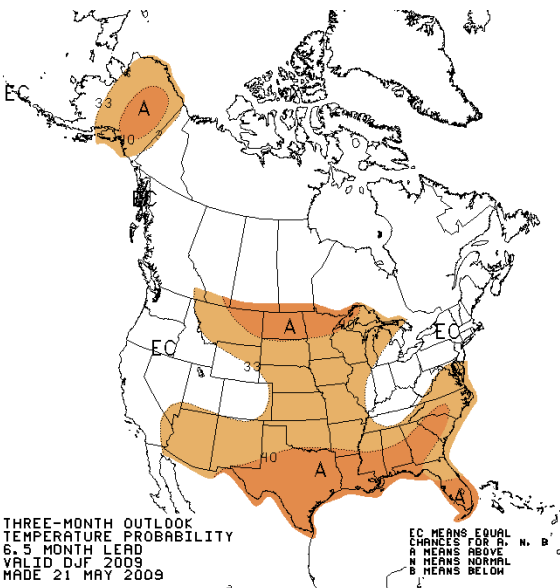 EC
33
A
40
EC
A
EC
EC
33
40
A
A
THREE-MONTH OUTLOOK
TEMPERATURE PROBABILITY
6.5 MONTH LEAD
VALID DJF 2009
MADE 21 MAY 2009
EC MEANS EQUAL
CHANCES FOR A, N, B
A MEANS ABOVE
N MEANS NORMAL
B MEANS BELOW